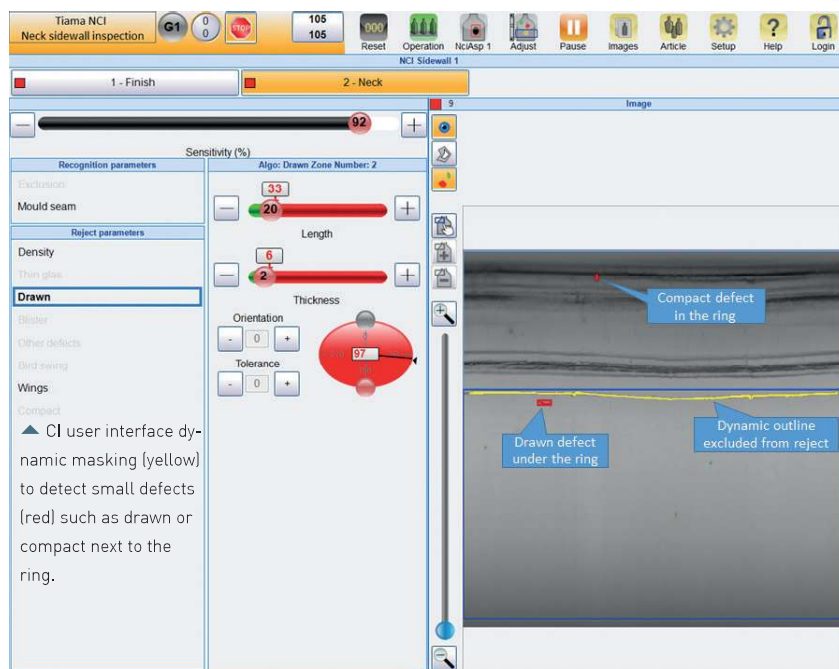 Tiama NCI
Neck sidewall inspection
G1
0
0
STOP
105
105
000
Reset
Operation
NciAsp 1
Adjust
Pause
Images
Article
Setup
Help
Login
NCI Sidewall 1
1 - Finish
2 - Neck
92
Sensitivity (%)
Recognition parameters
Exclusion
Mould seam
Reject parameters
Density
Thin glas
Drawn
Blister
Other defects
Bird swing
Wings
Compact
▲ CI user interface dy-
namic masking (yellow)
to detect small defects
(red) such as drawn or
compact next to the
ring.
Algo: Drawn Zone Number: 2
33
20
Length
6
2
Thickness
Orientation
- 0 +
Tolerance
- 0 +
97
9
Image
Compact defect
in the ring
Drawn defect
under the ring
Dynamic outline
excluded from reject